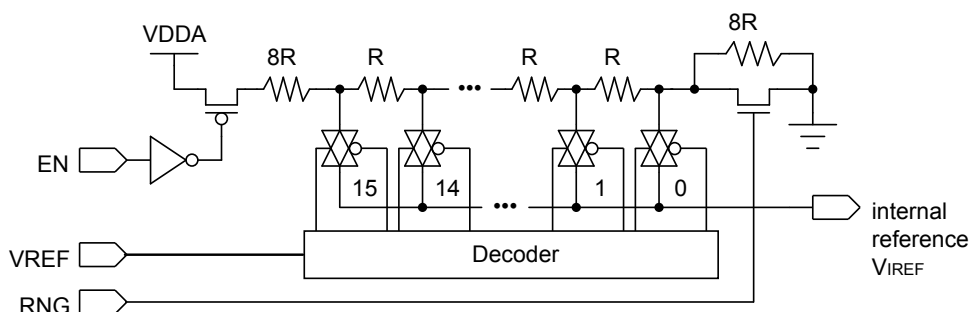 8R
VDDA
8R
R
R
R
•••
EN
15
14
1
0
•••
internal
reference
VIREF
VREF
Decoder
RNG